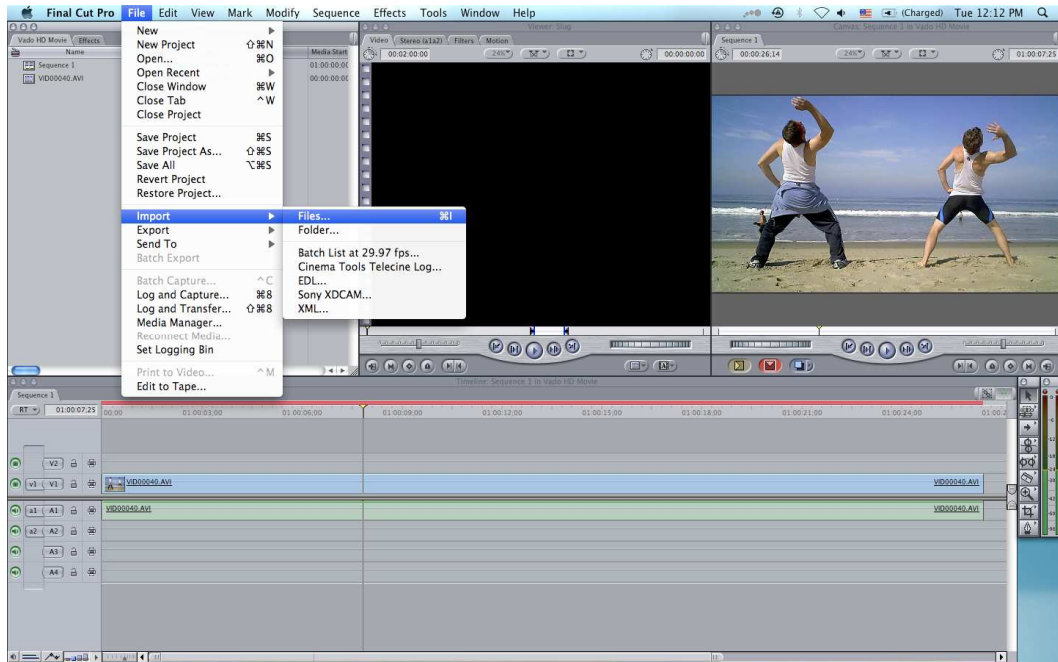 Final Cut Pro File Edit View Mark Modify Sequence Effects Tools Window Help (Charged) Tue 12:12 PM
Vado HD Movie Effects
Name Media Start
Sequence 1 01:00:00:00
VID00040.AVI 00:00:00:00
New
New Project ⇧⌘N
Open... ⌘O
Open Recent
Close Window ⌘W
Close Tab ^W
Close Project
Save Project ⌘S
Save Project As... ⇧⌘S
Save All ⌥⌘S
Revert Project
Restore Project...
Import
Export
Send To
Batch Export
Batch Capture... ^C
Log and Capture... ⌘8
Log and Transfer... ⇧⌘8
Media Manager...
Reconnect Media...
Set Logging Bin
Print to Video... ^M
Edit to Tape...
Files... ⌘I
Folder...
Batch List at 29.97 fps...
Cinema Tools Telecine Log...
EDL...
Sony XDCAM...
XML...
Viewer: Slug
Video Stereo (a1a2) Filters Motion
00:02:00:00 24% 00:00:00:00
Canvas: Sequence 1 in Vado HD Movie
Sequence 1
00:00:26;14 24% 01:00:07;25
Timeline: Sequence 1 in Vado HD Movie
Sequence 1
RT 01:00:07;25 00;00 01:00:03;00 01:00:06;00 01:00:09;00 01:00:12;00 01:00:15;00 01:00:18;00 01:00:21;00 01:00:24;00
V2
v1 V1 VID00040.AVI VID00040.AVI
a1 A1 VID00040.AVI VID00040.AVI
a2 A2
A3
A4